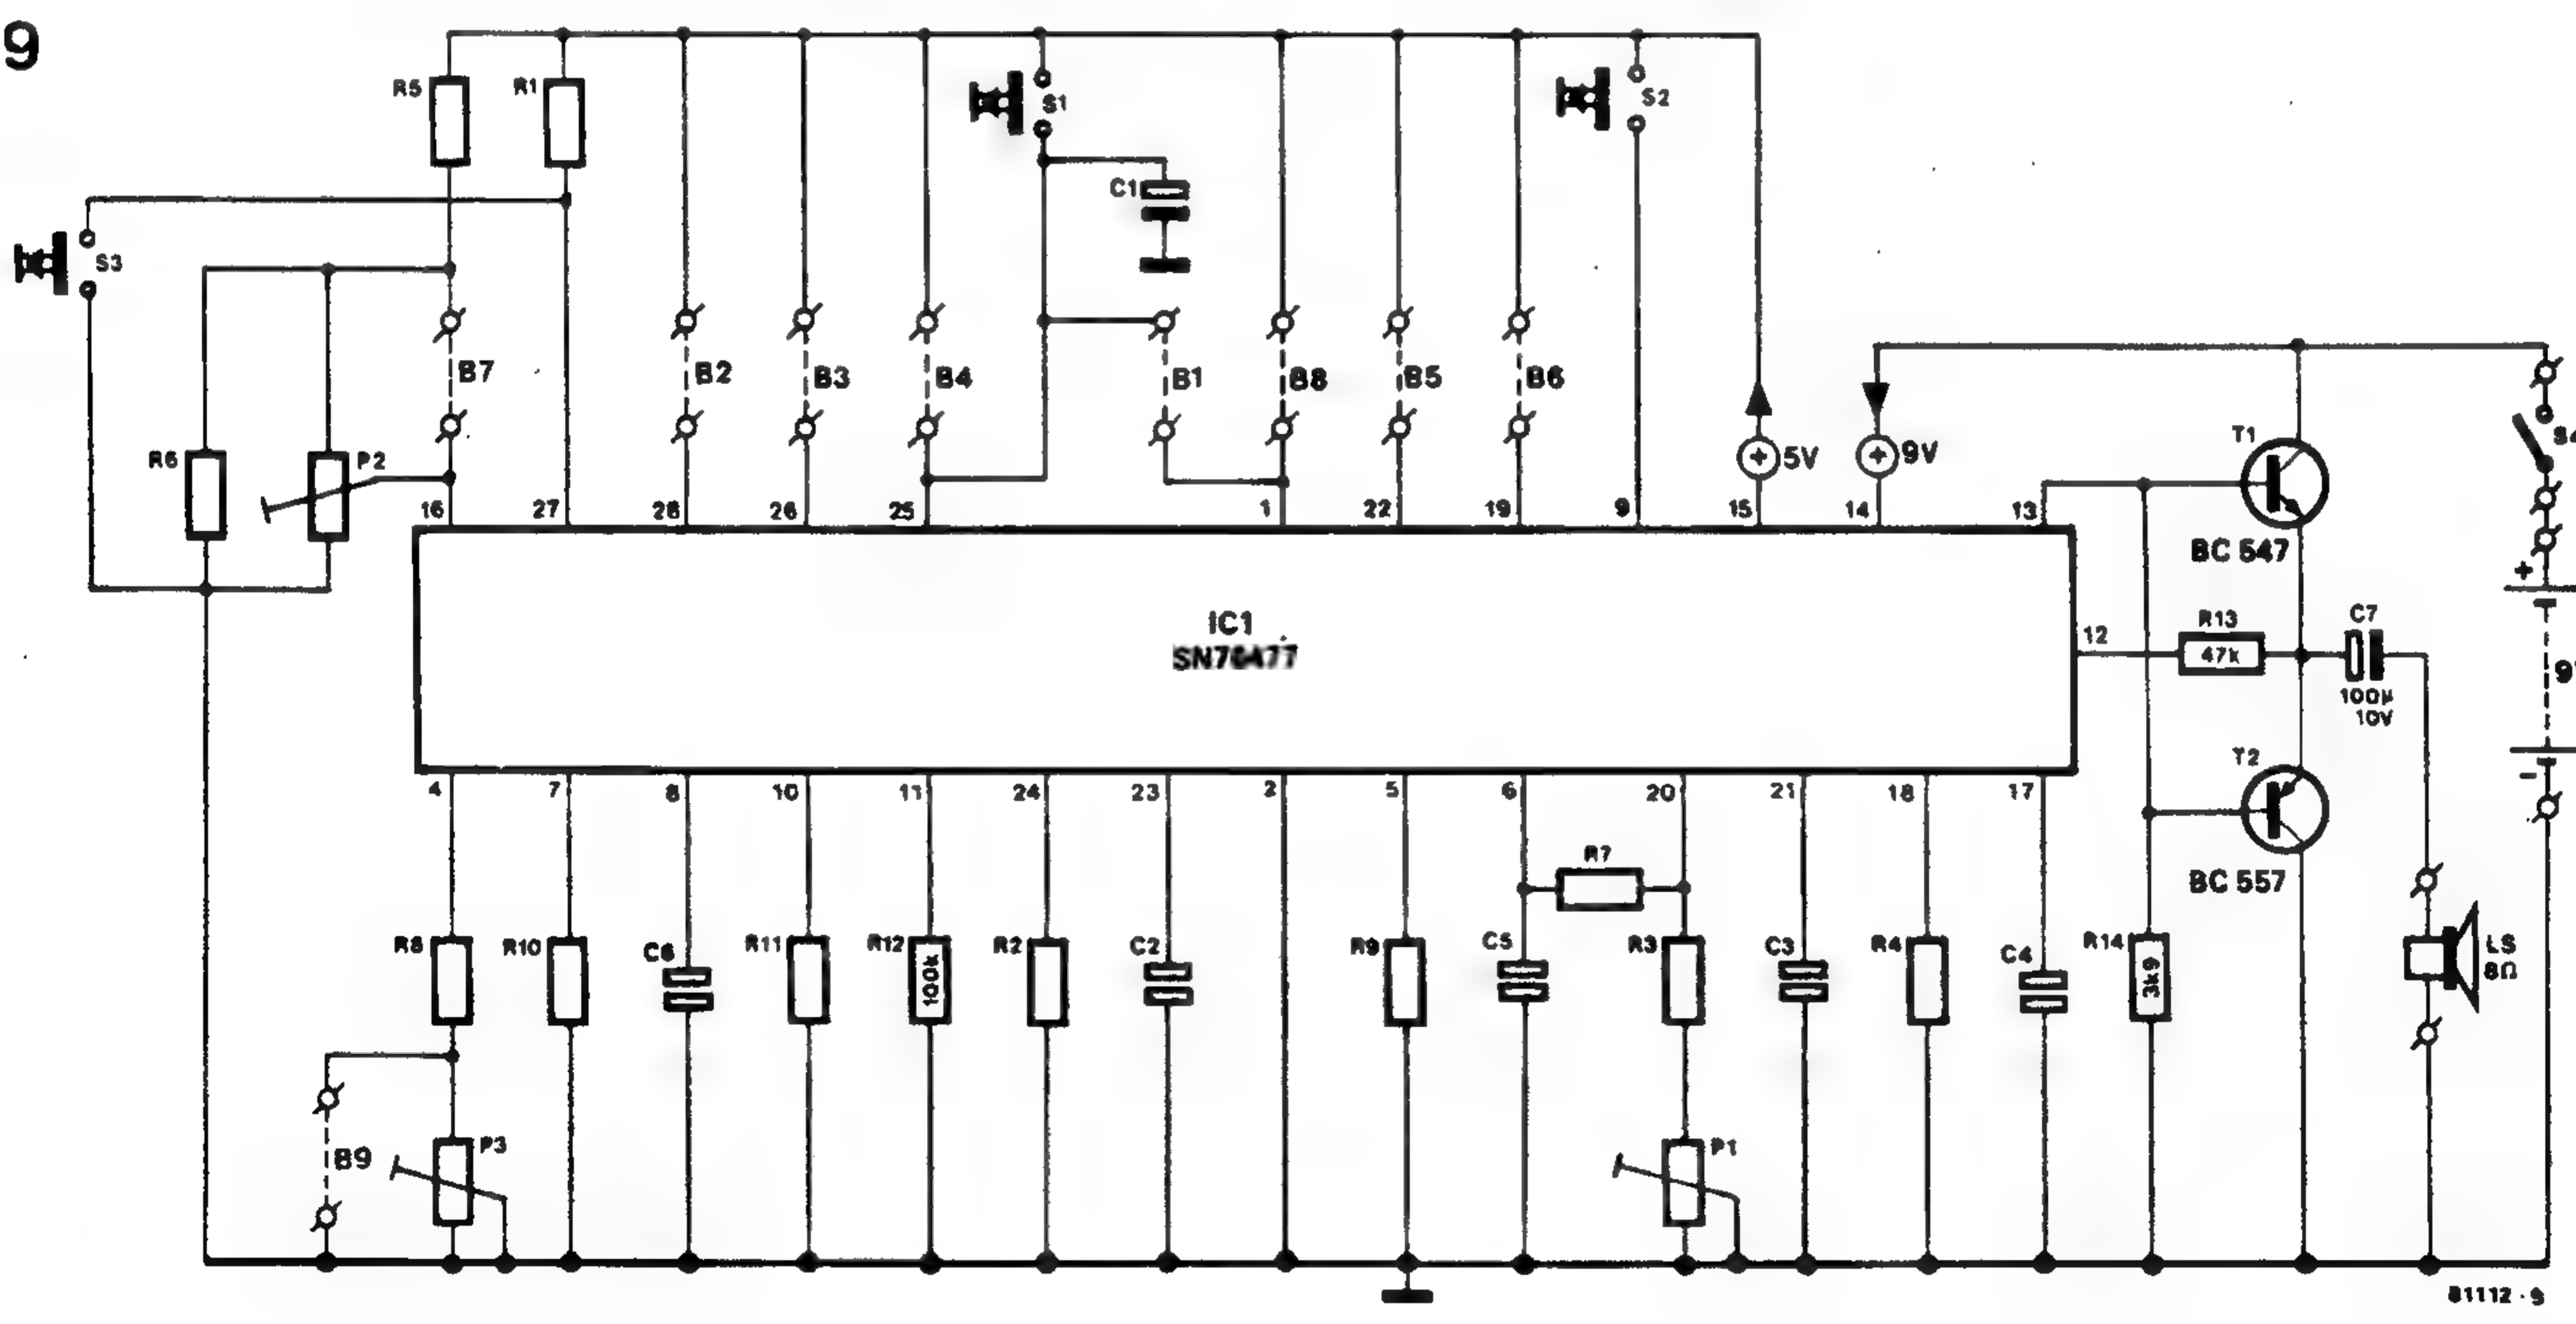 9
R5
R1
S1
S2
C1
S3
B7
B2
B3
B4
B1
B8
B5
B6
R6
P2
+ 5V
+ 9V
T1
16
27
28
26
25
1
22
19
9
15
14
13
BC 547
+
IC1
SN76477
12
R13
47k
C7
100µ
10V
T2
-
4
7
8
10
11
24
23
2
5
6
20
21
18
17
R7
BC 557
R8
R10
C6
R11
R12
100k
R2
C2
R9
C5
R3
C3
R4
C4
R14
3k9
LS
8Ω
B9
P3
P1
81112 - 9